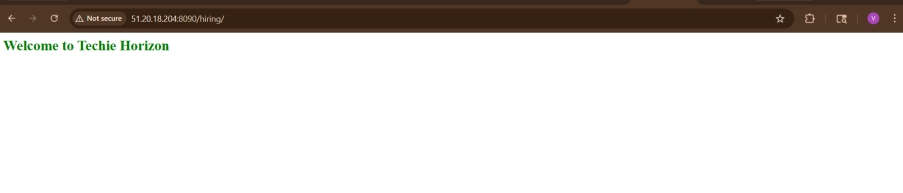 Not secure 51.20.18.204:8090/hiring/
V
Welcome to Techie Horizon